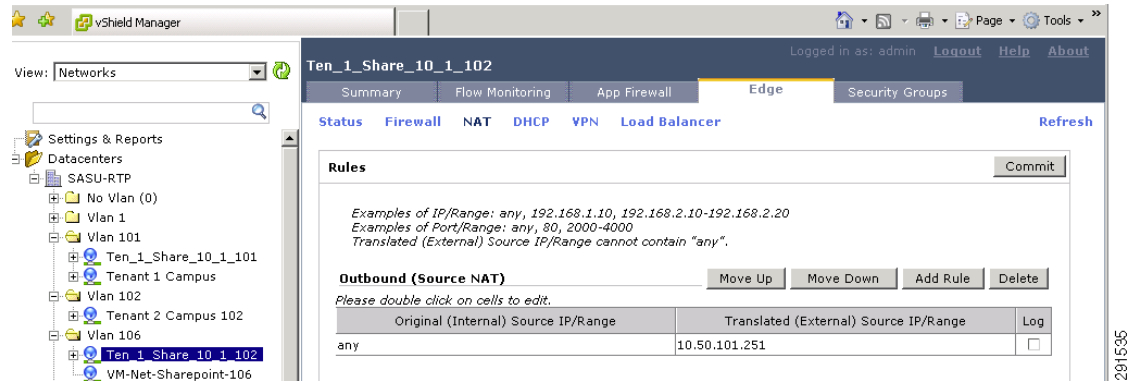 vShield Manager
Page
Tools
»
View: Networks
Settings & Reports
Datacenters
SASU-RTP
No Vlan (0)
Vlan 1
Vlan 101
Ten_1_Share_10_1_101
Tenant 1 Campus
Vlan 102
Tenant 2 Campus 102
Vlan 106
Ten_1_Share_10_1_102
VM-Net-Sharepoint-106
Logged in as: admin Logout Help About
Ten_1_Share_10_1_102
Summary Flow Monitoring App Firewall Edge Security Groups
Status Firewall NAT DHCP VPN Load Balancer Refresh
Rules Commit
Examples of IP/Range: any, 192.168.1.10, 192.168.2.10-192.168.2.20
Examples of Port/Range: any, 80, 2000-4000
Translated (External) Source IP/Range cannot contain "any".
Outbound (Source NAT) Move Up Move Down Add Rule Delete
Please double click on cells to edit.
Original (Internal) Source IP/Range Translated (External) Source IP/Range Log
any 10.50.101.251
291535